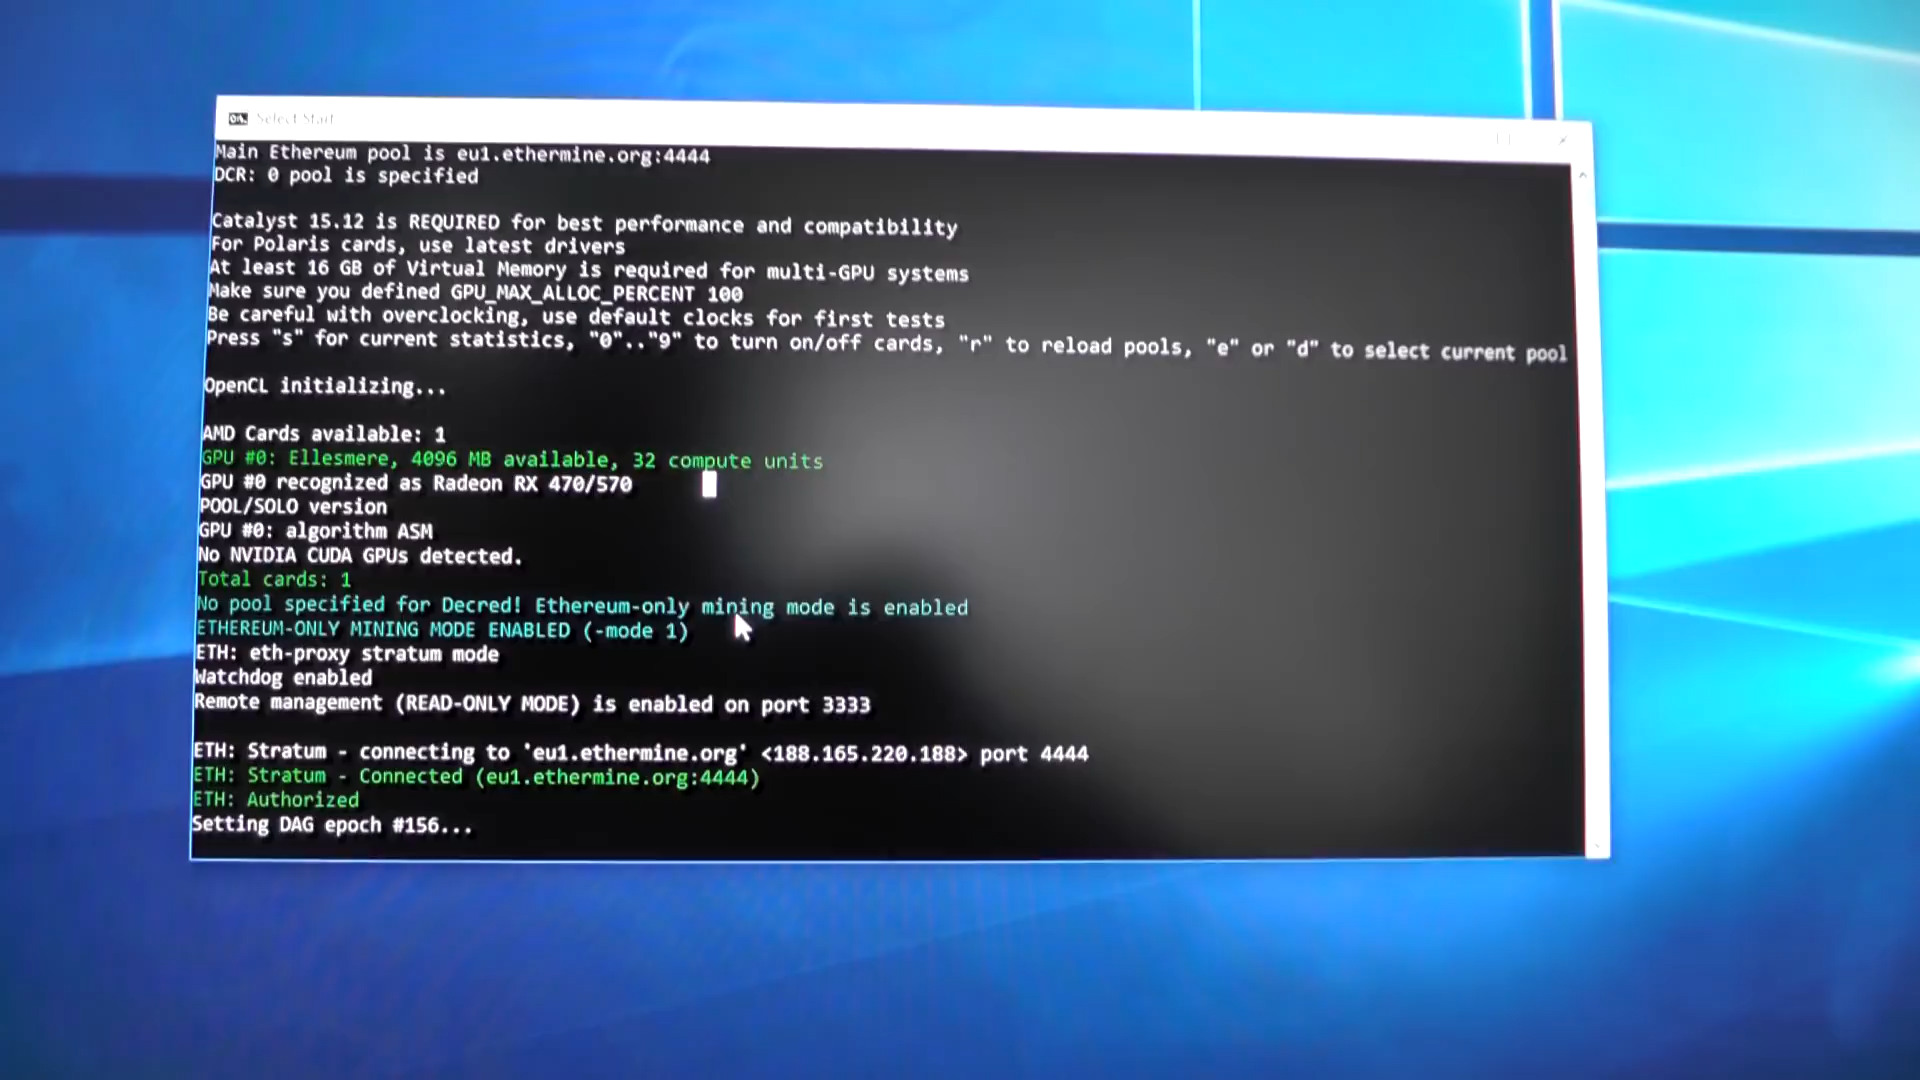 Select Start
Main Ethereum pool is eu1.ethermine.org:4444
DCR: 0 pool is specified
Catalyst 15.12 is REQUIRED for best performance and compatibility
For Polaris cards, use latest drivers
At least 16 GB of Virtual Memory is required for multi-GPU systems
Make sure you defined GPU_MAX_ALLOC_PERCENT 100
Be careful with overclocking, use default clocks for first tests
Press "s" for current statistics, "0".."9" to turn on/off cards, "r" to reload pools, "e" or "d" to select current pool
OpenCL initializing...
AMD Cards available: 1
GPU #0: Ellesmere, 4096 MB available, 32 compute units
GPU #0 recognized as Radeon RX 470/570
POOL/SOLO version
GPU #0: algorithm ASM
No NVIDIA CUDA GPUs detected.
Total cards: 1
No pool specified for Decred! Ethereum-only mining mode is enabled
ETHEREUM-ONLY MINING MODE ENABLED (-mode 1)
ETH: eth-proxy stratum mode
Watchdog enabled
Remote management (READ-ONLY MODE) is enabled on port 3333
ETH: Stratum - connecting to 'eu1.ethermine.org' <188.165.220.188> port 4444
ETH: Stratum - Connected (eu1.ethermine.org:4444)
ETH: Authorized
Setting DAG epoch #156...